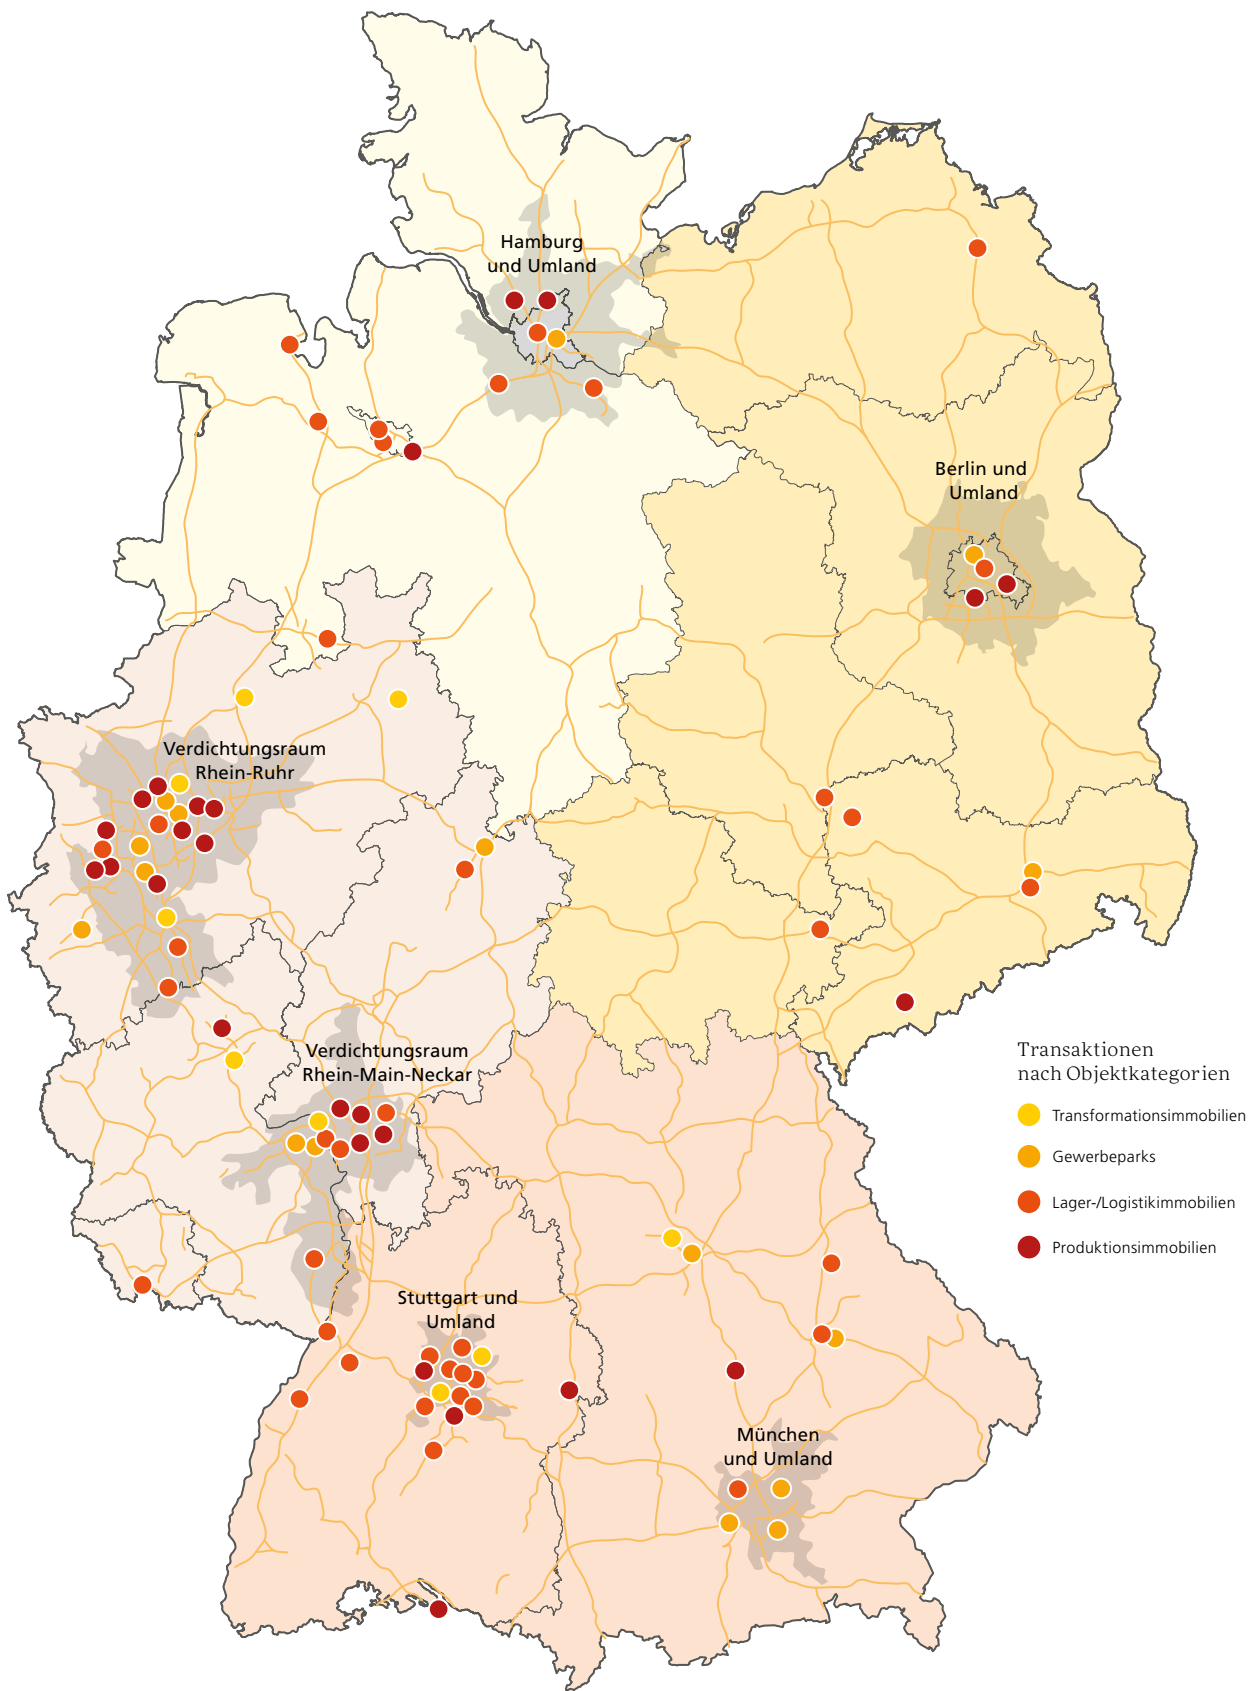 Hamburg
und Umland
Berlin und
Umland
Verdichtungsraum
Rhein-Ruhr
Verdichtungsraum
Rhein-Main-Neckar
Stuttgart und
Umland
München
und Umland
Transaktionen
nach Objektkategorien
Transformationsimmobilien
Gewerbeparks
Lager-/Logistikimmobilien
Produktionsimmobilien